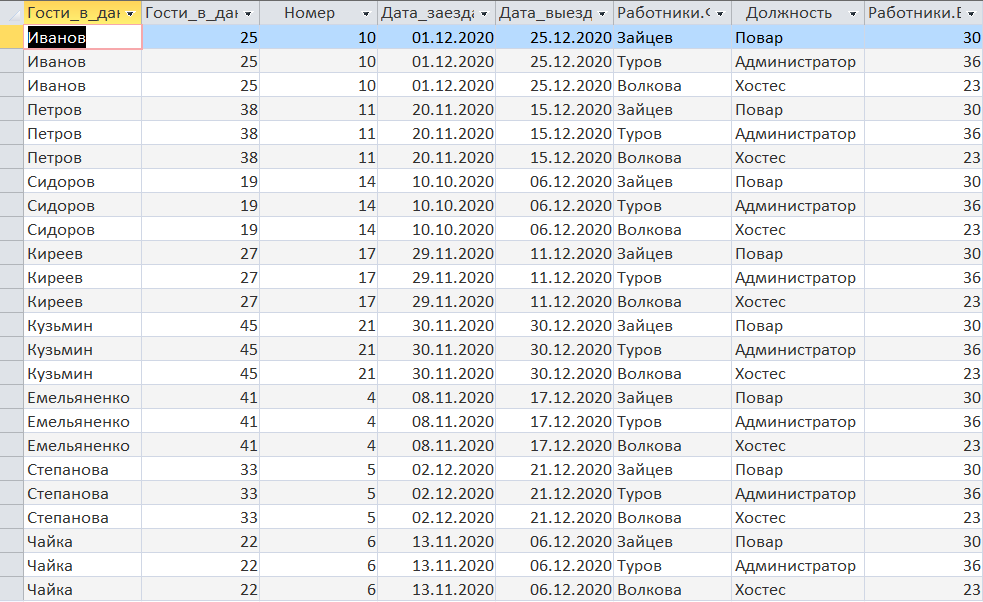 Гости_в_дан Гости_в_дан Номер Дата_заезда Дата_выезд Работники.Ф Должность Работники.В
Иванов 25 10 01.12.2020 25.12.2020 Зайцев Повар 30
Иванов 25 10 01.12.2020 25.12.2020 Туров Администратор 36
Иванов 25 10 01.12.2020 25.12.2020 Волкова Хостес 23
Петров 38 11 20.11.2020 15.12.2020 Зайцев Повар 30
Петров 38 11 20.11.2020 15.12.2020 Туров Администратор 36
Петров 38 11 20.11.2020 15.12.2020 Волкова Хостес 23
Сидоров 19 14 10.10.2020 06.12.2020 Зайцев Повар 30
Сидоров 19 14 10.10.2020 06.12.2020 Туров Администратор 36
Сидоров 19 14 10.10.2020 06.12.2020 Волкова Хостес 23
Киреев 27 17 29.11.2020 11.12.2020 Зайцев Повар 30
Киреев 27 17 29.11.2020 11.12.2020 Туров Администратор 36
Киреев 27 17 29.11.2020 11.12.2020 Волкова Хостес 23
Кузьмин 45 21 30.11.2020 30.12.2020 Зайцев Повар 30
Кузьмин 45 21 30.11.2020 30.12.2020 Туров Администратор 36
Кузьмин 45 21 30.11.2020 30.12.2020 Волкова Хостес 23
Емельяненко 41 4 08.11.2020 17.12.2020 Зайцев Повар 30
Емельяненко 41 4 08.11.2020 17.12.2020 Туров Администратор 36
Емельяненко 41 4 08.11.2020 17.12.2020 Волкова Хостес 23
Степанова 33 5 02.12.2020 21.12.2020 Зайцев Повар 30
Степанова 33 5 02.12.2020 21.12.2020 Туров Администратор 36
Степанова 33 5 02.12.2020 21.12.2020 Волкова Хостес 23
Чайка 22 6 13.11.2020 06.12.2020 Зайцев Повар 30
Чайка 22 6 13.11.2020 06.12.2020 Туров Администратор 36
Чайка 22 6 13.11.2020 06.12.2020 Волкова Хостес 23